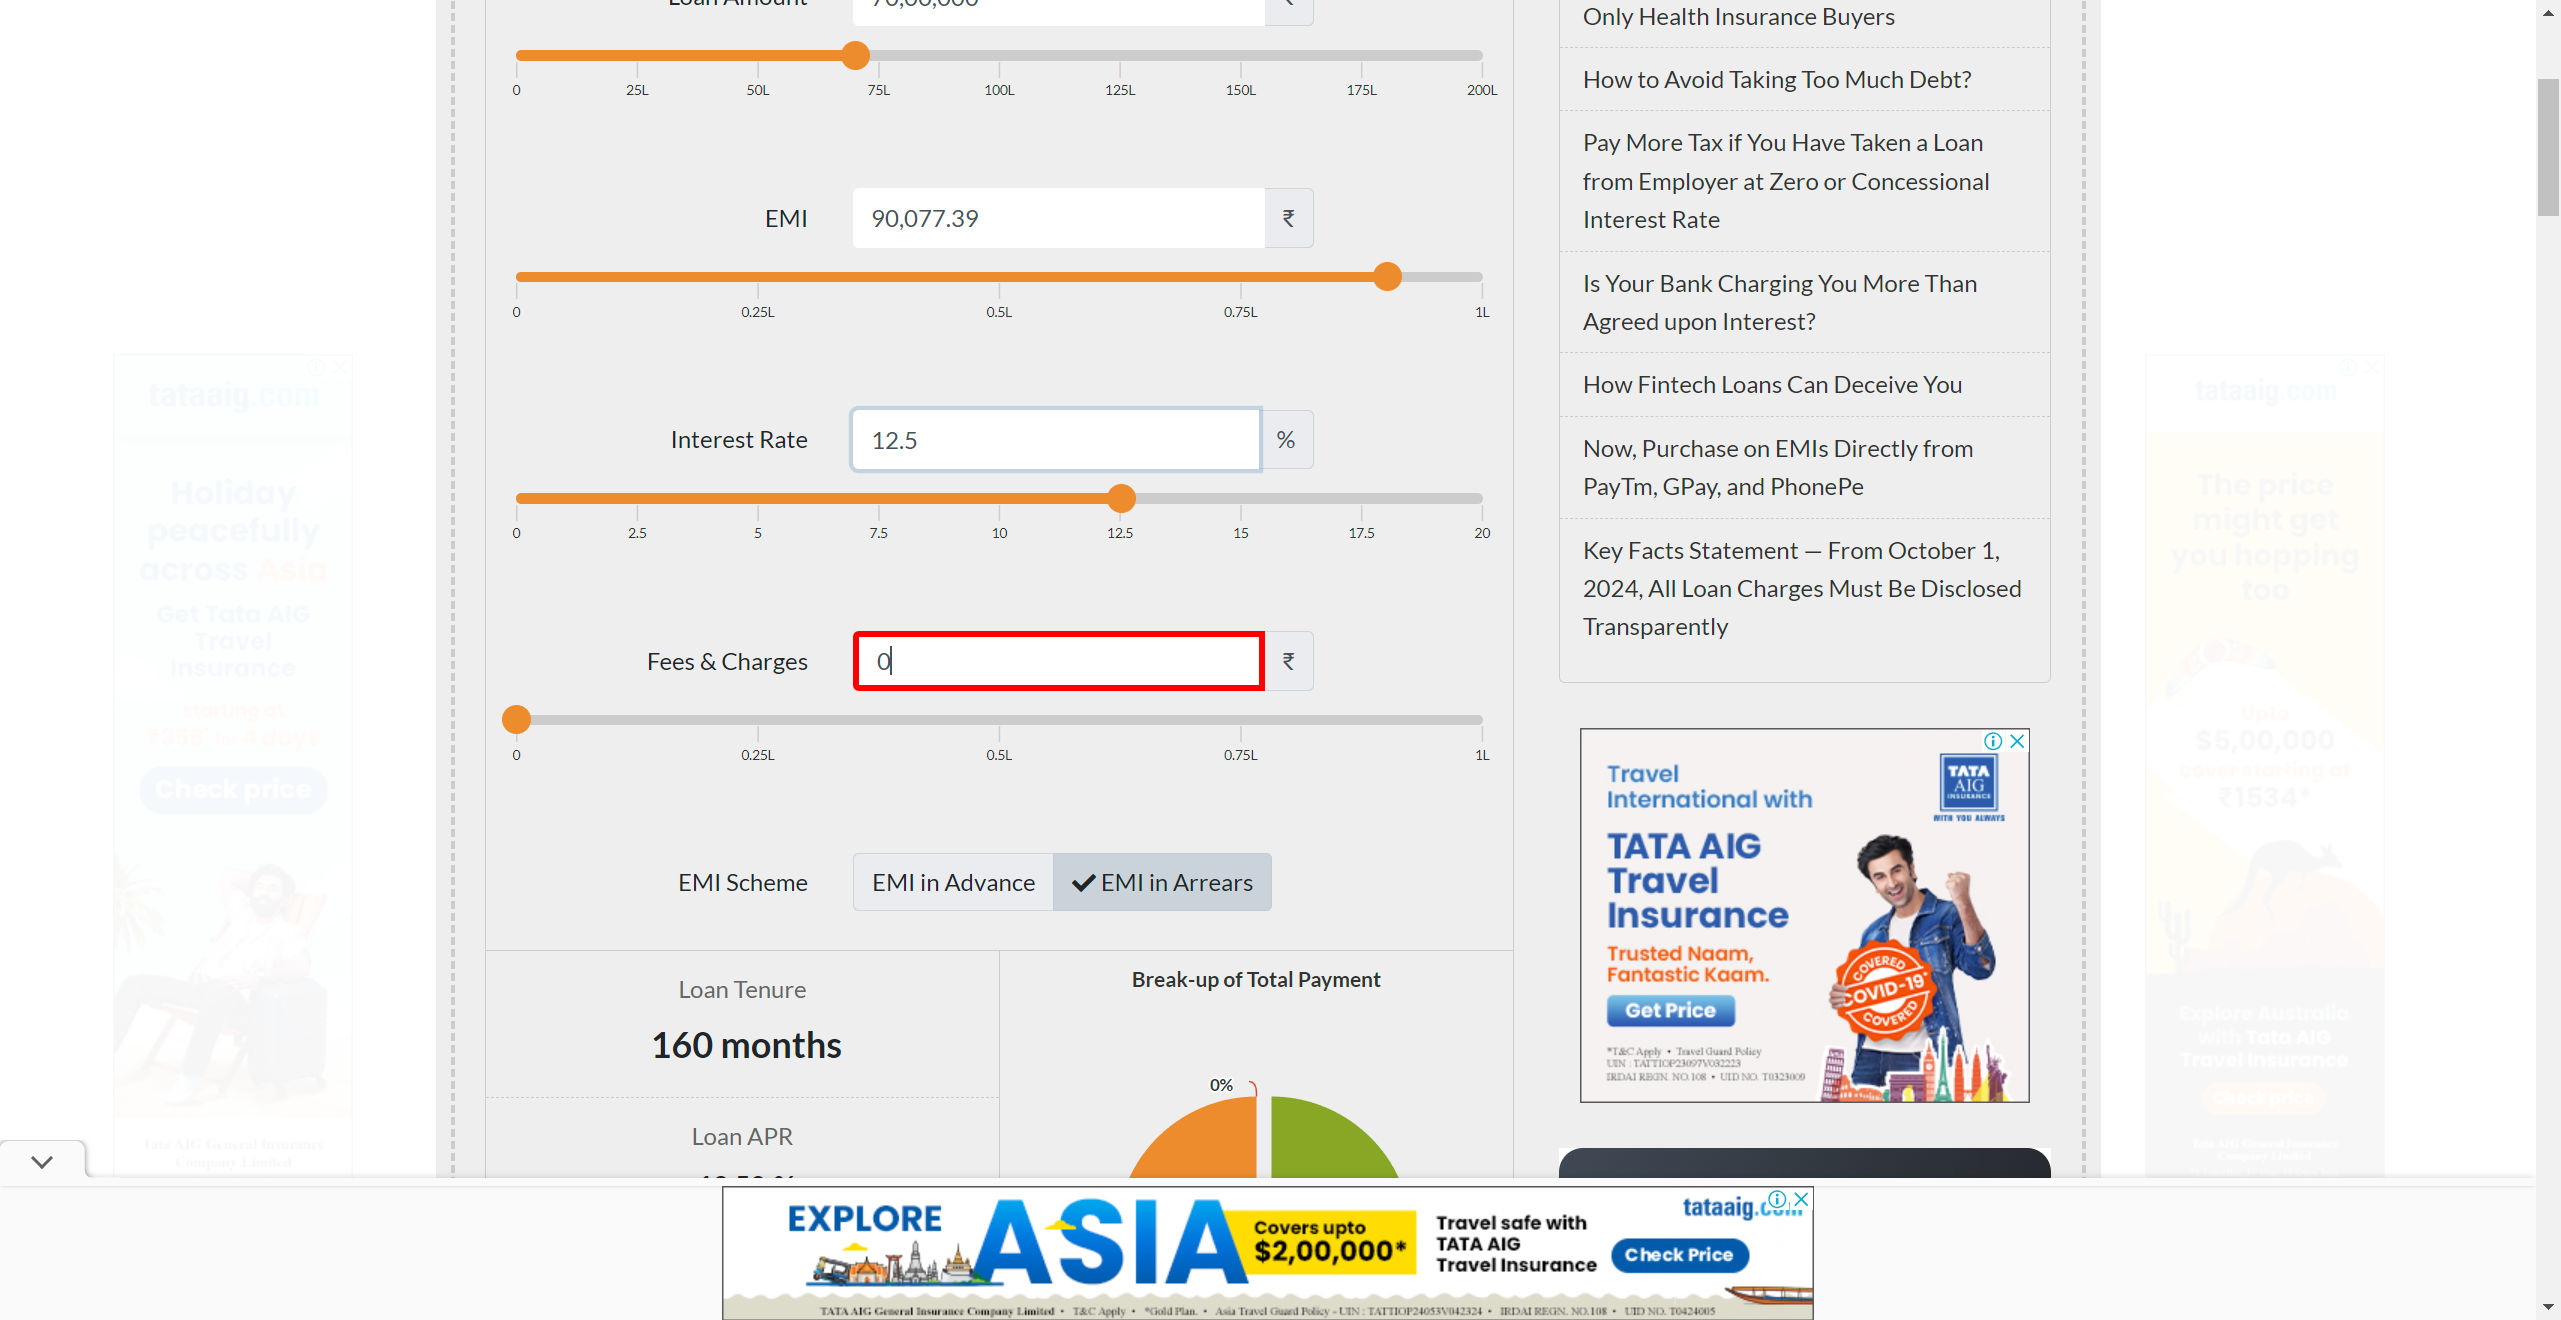 Loan Amount 70,00,000 ₹
0 25L 50L 75L 100L 125L 150L 175L 200L
EMI 90,077.39 ₹
0 0.25L 0.5L 0.75L 1L
Interest Rate 12.5 %
0 2.5 5 7.5 10 12.5 15 17.5 20
Fees & Charges 0 ₹
0 0.25L 0.5L 0.75L 1L
EMI Scheme EMI in Advance EMI in Arrears
Loan Tenure
160 months
Loan APR
Break-up of Total Payment
0%
Only Health Insurance Buyers
How to Avoid Taking Too Much Debt?
Pay More Tax if You Have Taken a Loan
from Employer at Zero or Concessional
Interest Rate
Is Your Bank Charging You More Than
Agreed upon Interest?
How Fintech Loans Can Deceive You
Now, Purchase on EMIs Directly from
PayTm, GPay, and PhonePe
Key Facts Statement — From October 1,
2024, All Loan Charges Must Be Disclosed
Transparently
Travel
International with
TATA AIG
Travel
Insurance
Trusted Naam,
Fantastic Kaam.
Get Price
*T&C Apply • Travel Guard Policy
UIN : TATTIOP23097V032223
IRDAI REGN. NO.108 • UID NO. T0323009
TATA
AIG
INSURANCE
WITH YOU ALWAYS
COVERED
COVID-19*
COVERED
tataaig.com
Holiday
peacefully
across Asia
Get Tata AIG
Travel
Insurance
starting at
₹356* for 4 days
Check price
Tata AIG General Insurance
Company Limited
tataaig.com
The price
might get
you hopping
too
Upto
$5,00,000
cover starting at
₹1534*
Explore Australia
with Tata AIG
Travel Insurance
Check price
EXPLORE
ASIA
Covers upto
$2,00,000*
Travel safe with
TATA AIG
Travel Insurance
tataaig.com
Check Price
TATA AIG General Insurance Company Limited • T&C Apply • *Gold Plan. • Asia Travel Guard Policy - UIN : TATTIOP24053V042324 • IRDAI REGN. NO.108 • UID NO. T0424005